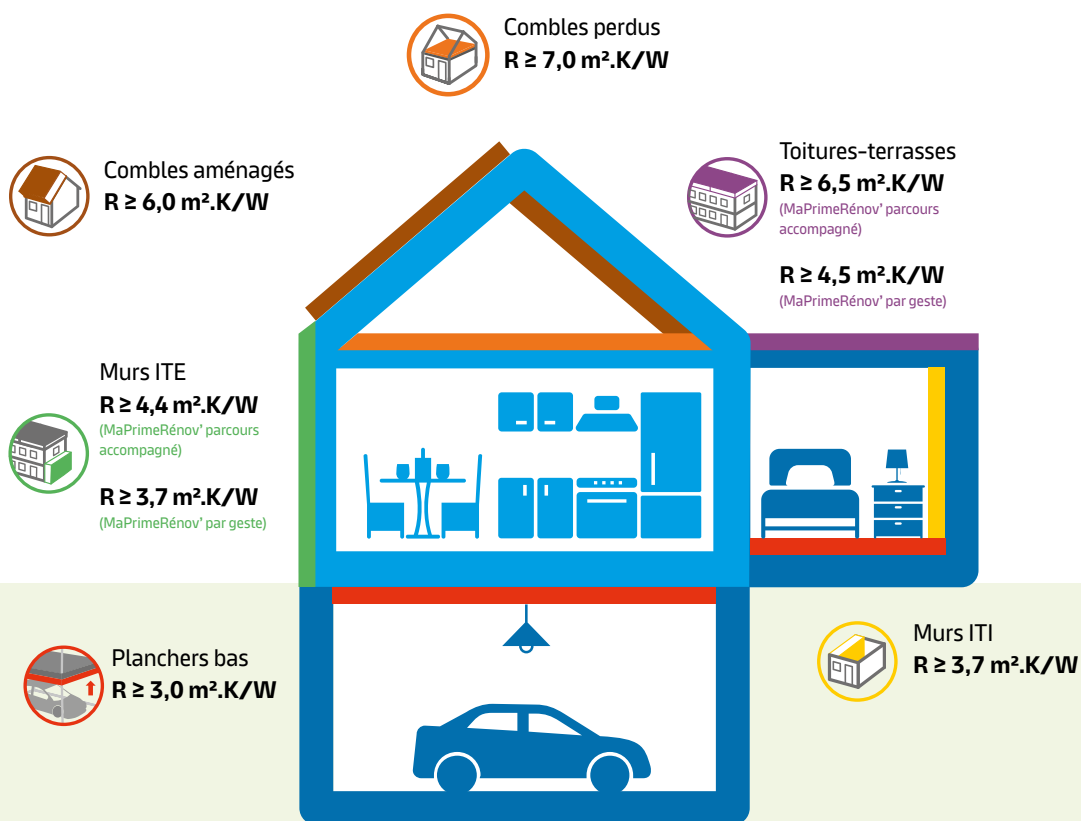 Combles perdus
R ≥ 7,0 m².K/W
Combles aménagés
R ≥ 6,0 m².K/W
Toitures-terrasses
R ≥ 6,5 m².K/W
(MaPrimeRénov' parcours
accompagné)
R ≥ 4,5 m².K/W
(MaPrimeRénov' par geste)
Murs ITE
R ≥ 4,4 m².K/W
(MaPrimeRénov' parcours
accompagné)
R ≥ 3,7 m².K/W
(MaPrimeRénov' par geste)
Planchers bas
R ≥ 3,0 m².K/W
Murs ITI
R ≥ 3,7 m².K/W